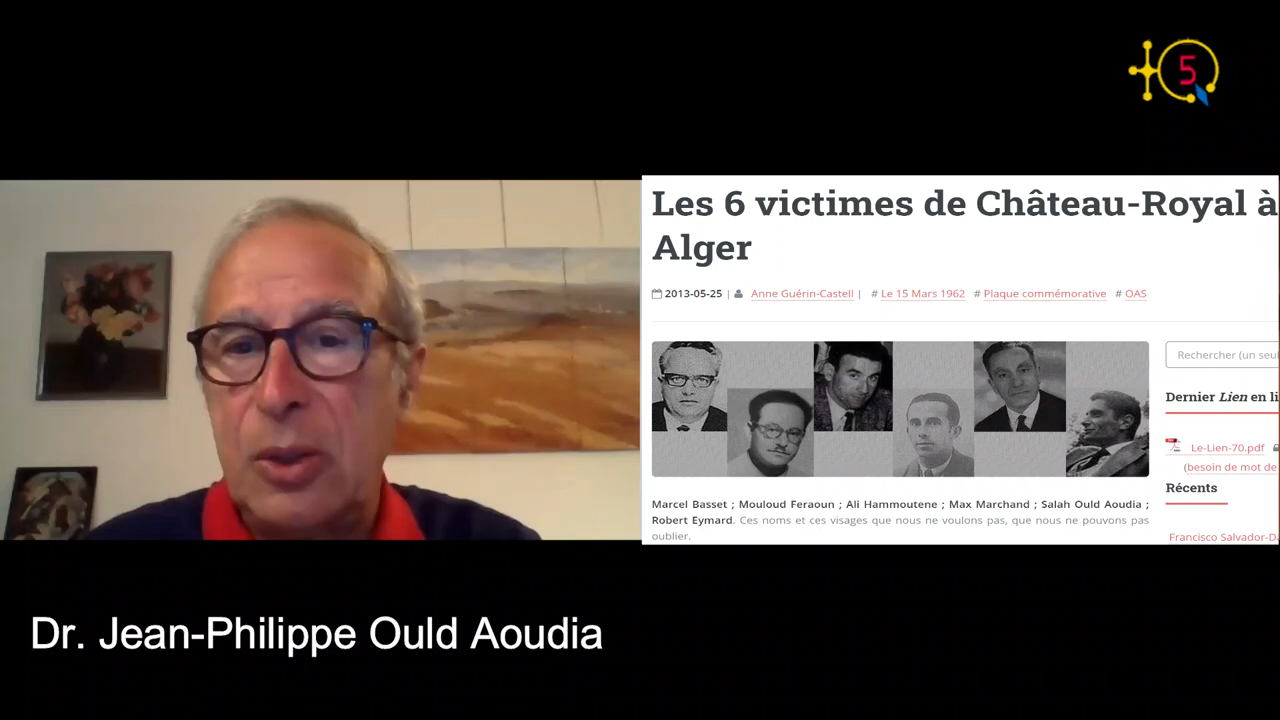 5
Les 6 victimes de Château-Royal à
Alger
2013-05-25 | Anne Guérin-Castell | # Le 15 Mars 1962 # Plaque commémorative # OAS
Rechercher (un seul
Dernier Lien en li
Le-Lien-70.pdf
(besoin de mot de
Récents
Francisco Salvador-Da
Marcel Basset ; Mouloud Feraoun ; Ali Hammoutene ; Max Marchand ; Salah Ould Aoudia ;
Robert Eymard. Ces noms et ces visages que nous ne voulons pas, que nous ne pouvons pas
oublier.
Dr. Jean-Philippe Ould Aoudia